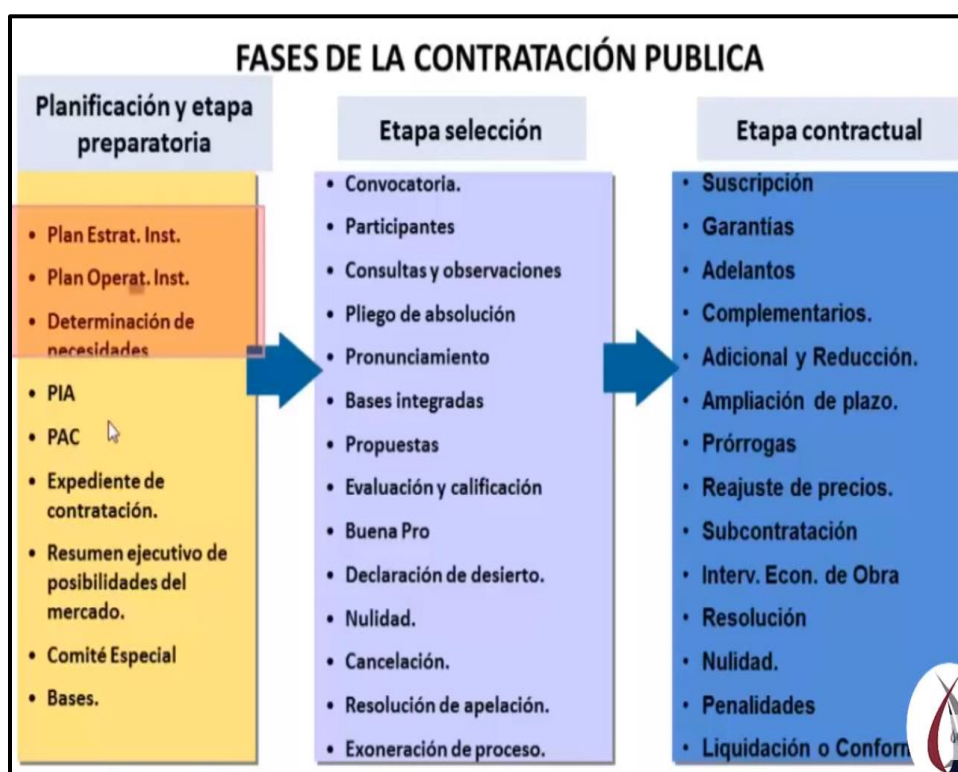 FASES DE LA CONTRATACIÓN PUBLICA
Planificación y etapa
preparatoria
• Plan Estrat. Inst.
• Plan Operat. Inst.
• Determinación de
necesidades
• PIA
• PAC
• Expediente de
contratación.
• Resumen ejecutivo de
posibilidades del
mercado.
• Comité Especial
• Bases.
Etapa selección
• Convocatoria.
• Participantes
• Consultas y observaciones
• Pliego de absolución
• Pronunciamiento
• Bases integradas
• Propuestas
• Evaluación y calificación
• Buena Pro
• Declaración de desierto.
• Nulidad.
• Cancelación.
• Resolución de apelación.
• Exoneración de proceso.
Etapa contractual
• Suscripción
• Garantías
• Adelantos
• Complementarios.
• Adicional y Reducción.
• Ampliación de plazo.
• Prórrogas
• Reajuste de precios.
• Subcontratación
• Interv. Econ. de Obra
• Resolución
• Nulidad.
• Penalidades
• Liquidación o